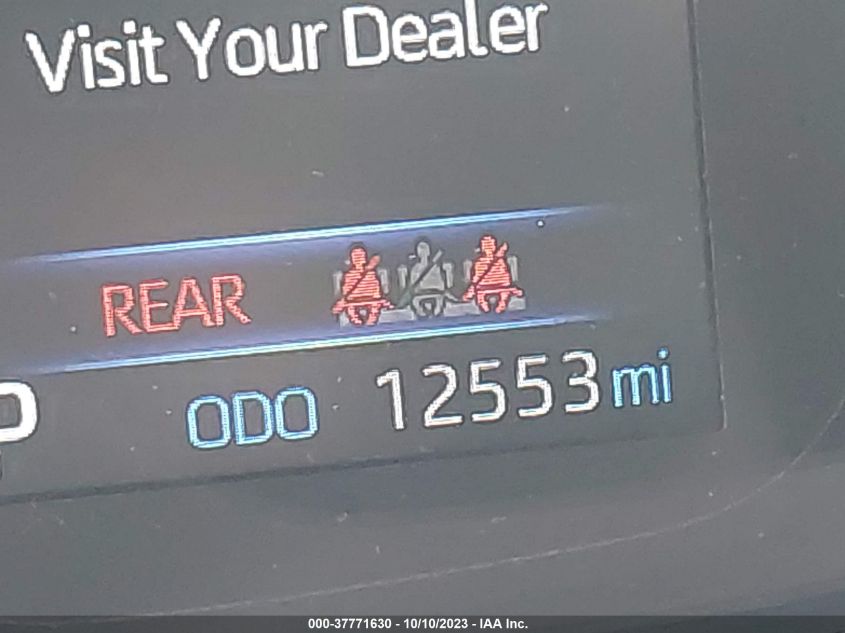 Visit Your Dealer
REAR
ODO 12553 mi
000-37771630 - 10/10/2023 - IAA Inc.